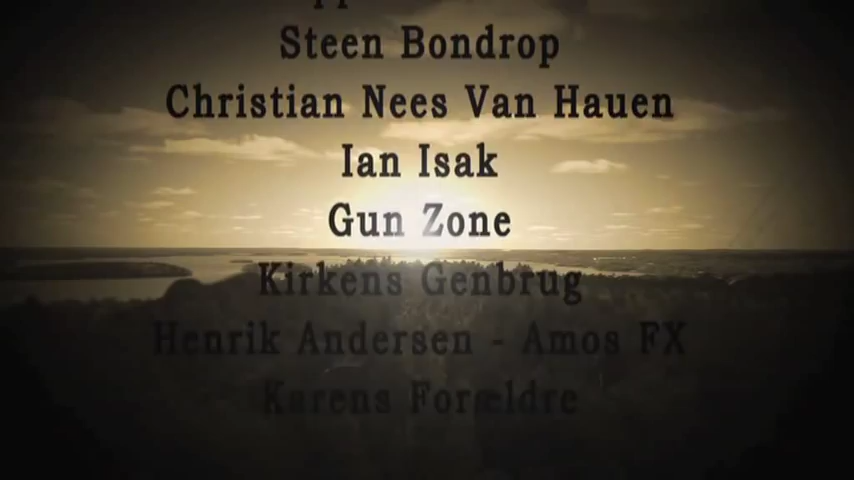 Steen Bondrop
Christian Nees Van Hauen
Ian Isak
Gun Zone
Kirkens Genbrug
Henrik Andersen - Amos FX
Karens Forældre